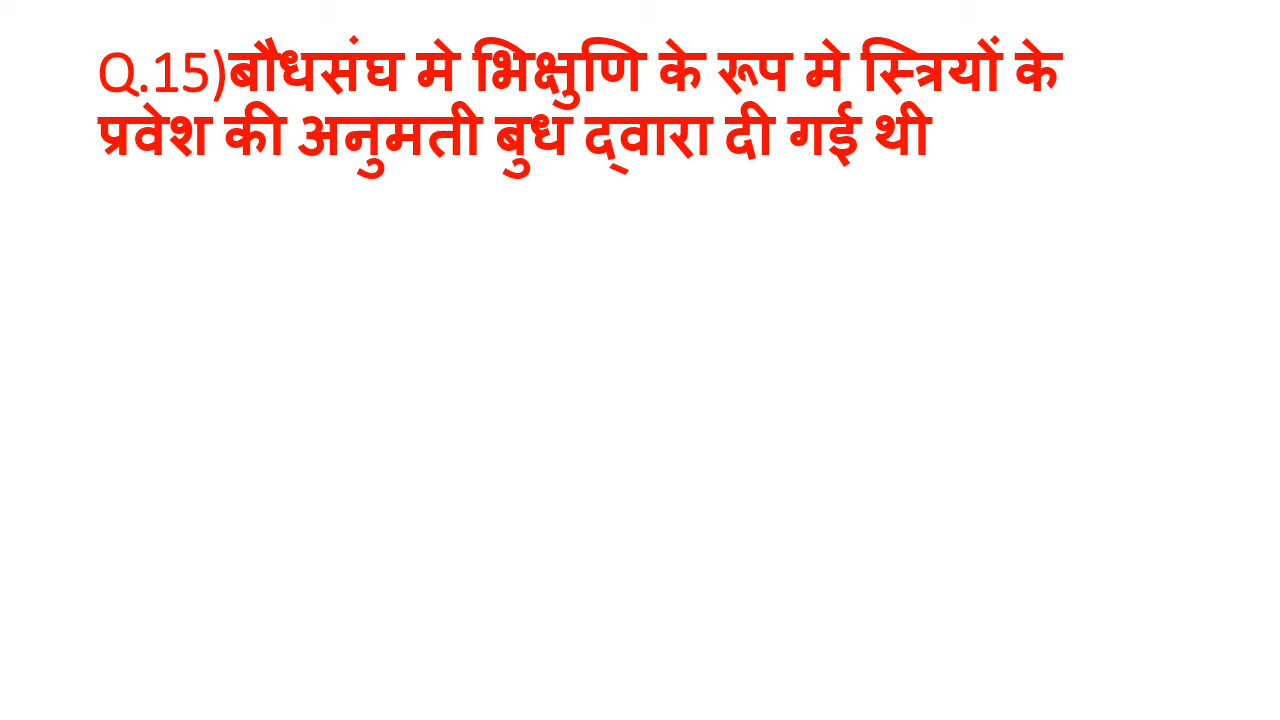 Q.15)बौधसंघ मे भिक्षुणि के रूप मे स्त्रियों के
प्रवेश की अनुमती बुध द्वारा दी गई थी